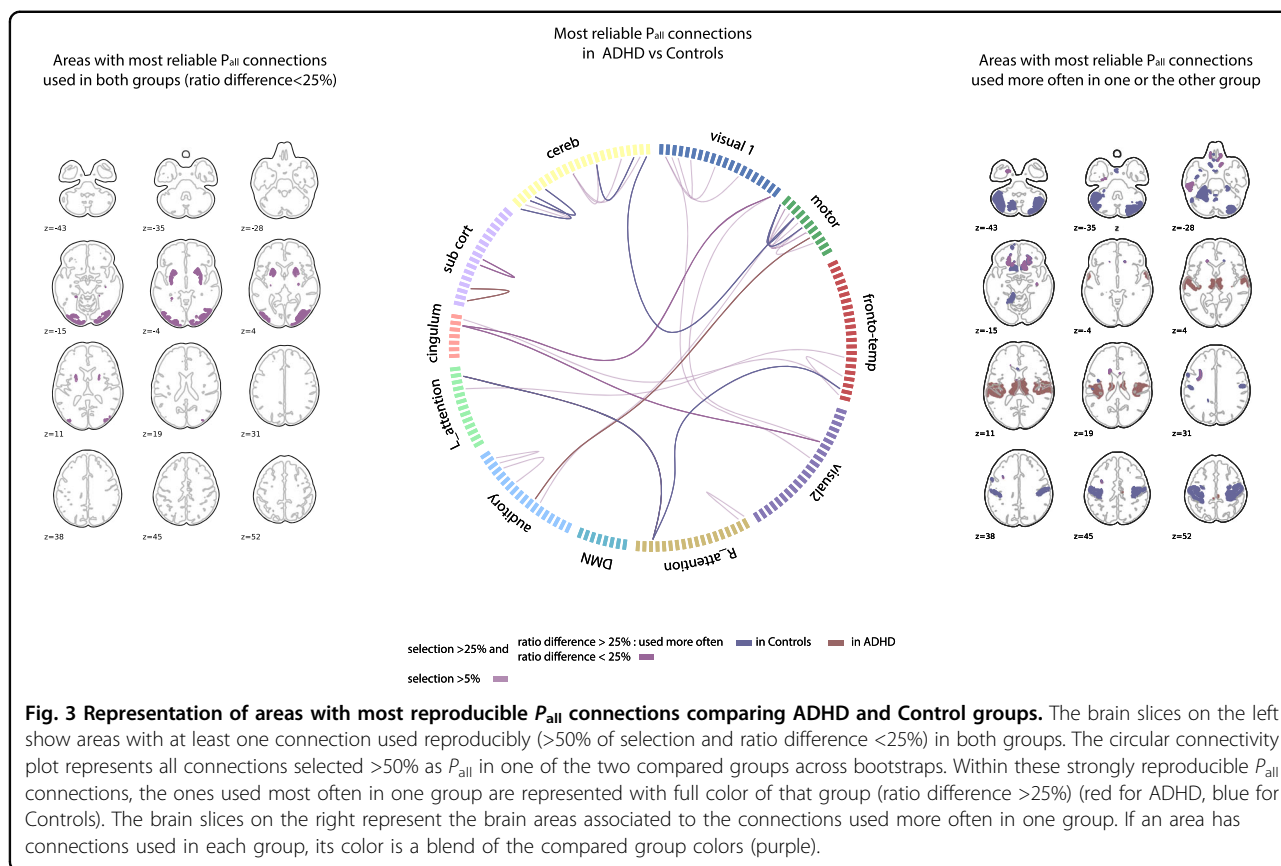 Most reliable Pall connections
in ADHD vs Controls
Areas with most reliable Pall connections
used in both groups (ratio difference<25%)
Areas with most reliable Pall connections
used more often in one or the other group
z=-43
z=-35
z=-28
z=-15
z=-4
z=4
z=11
z=19
z=31
z=38
z=45
z=52
cereb
visual 1
motor
fronto-temp
visual2
R_attention
DMN
auditory
L_attention
cingulum
sub cort
z=-43
z=-35
z
z=-28
z=-15
z=-4
z=4
z=11
z=19
z=31
z=38
z=45
z=52
selection >25% and
ratio difference > 25% : used more often in Controls in ADHD
ratio difference < 25%
selection >5%
Fig. 3 Representation of areas with most reproducible Pall connections comparing ADHD and Control groups. The brain slices on the left
show areas with at least one connection used reproducibly (>50% of selection and ratio difference <25%) in both groups. The circular connectivity
plot represents all connections selected >50% as Pall in one of the two compared groups across bootstraps. Within these strongly reproducible Pall
connections, the ones used most often in one group are represented with full color of that group (ratio difference >25%) (red for ADHD, blue for
Controls). The brain slices on the right represent the brain areas associated to the connections used more often in one group. If an area has
connections used in each group, its color is a blend of the compared group colors (purple).